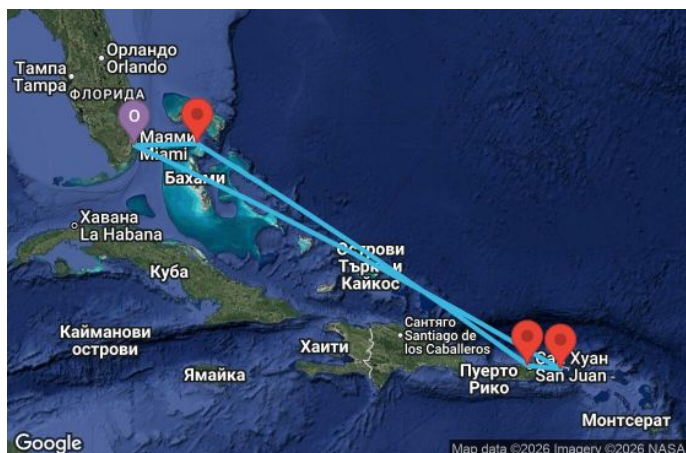 Орландо
Orlando
Тампа
Tampa
ФЛОРИДА
O
Маями
Miami
Бахами
Хавана
La Habana
Куба
Острови
Търкс и
Кайкос
Кайманови
острови
Хаити
Сантяго
Santiago de
los Caballeros
Ямайка
Пуерто
Рико
Сан Хуан
San Juan
Монтсерат
Google
Map data ©2026 Imagery ©2026 NASA